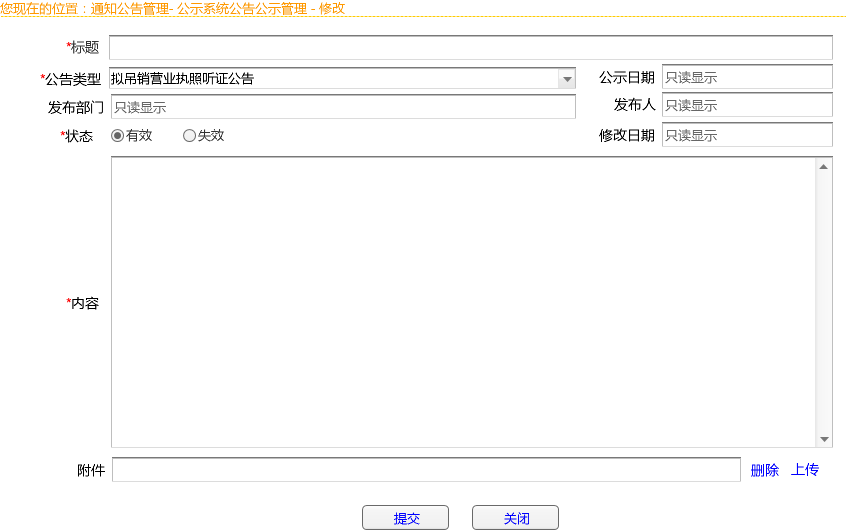 您现在的位置：通知公告管理- 公示系统公告公示管理 - 修改
*标题
*公告类型 拟吊销营业执照听证公告 公示日期 只读显示
发布部门 只读显示 发布人 只读显示
*状态 有效 失效 修改日期 只读显示
*内容
附件 删除 上传
提交 关闭